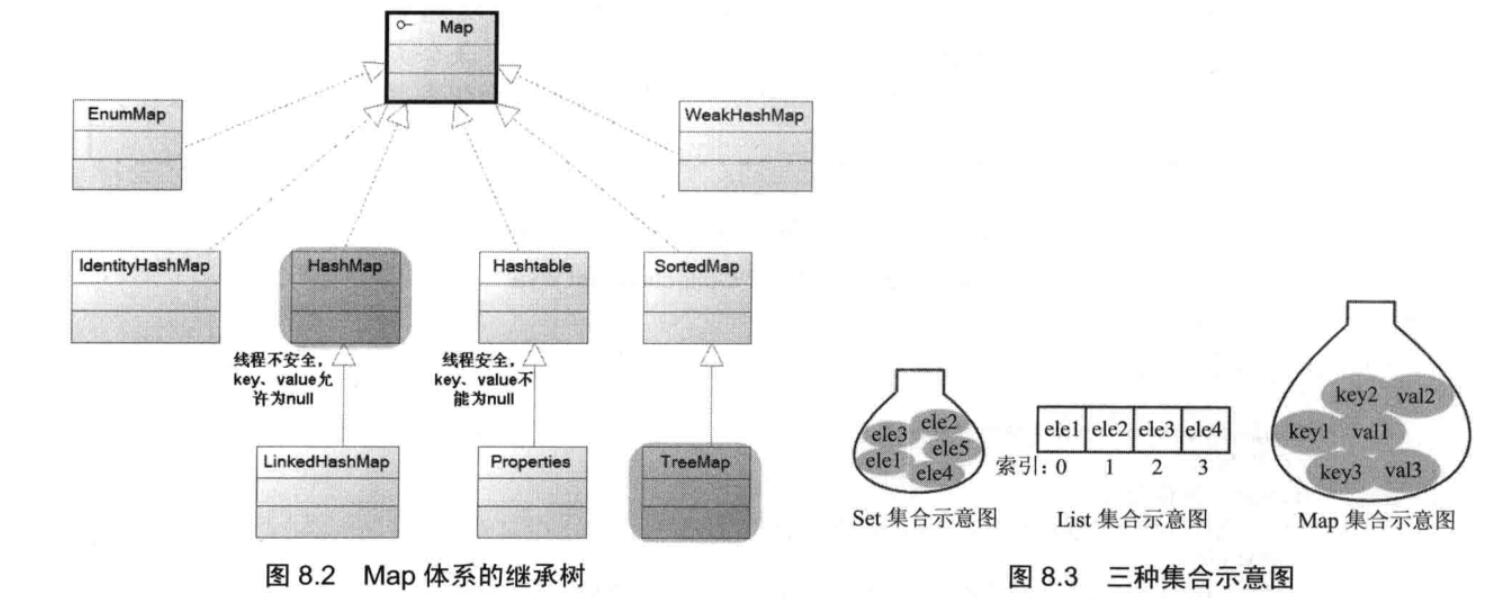 Map
EnumMap
WeakHashMap
IdentityHashMap
HashMap
Hashtable
SortedMap
线程不安全，
key、value允
许为null
线程安全，
key、value不
能为null
LinkedHashMap
Properties
TreeMap
图 8.2 Map 体系的继承树
ele3
ele2
ele1
ele5
ele4
Set 集合示意图
ele1 ele2 ele3 ele4
索引：0 1 2 3
List 集合示意图
key2 val2
key1 val1
key3 val3
Map 集合示意图
图 8.3 三种集合示意图